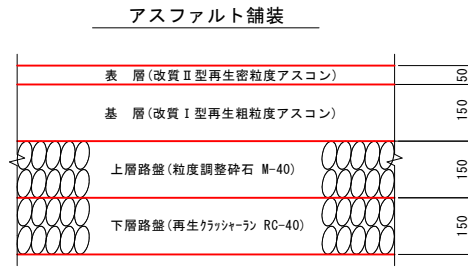 アスファルト舗装
表　層(改質Ⅱ型再生密粒度アスコン)
50
基　層(改質Ⅰ型再生粗粒度アスコン)
150
上層路盤(粒度調整砕石 M-40)
150
下層路盤(再生ｸﾗｯｼｬｰﾗﾝ RC-40)
150